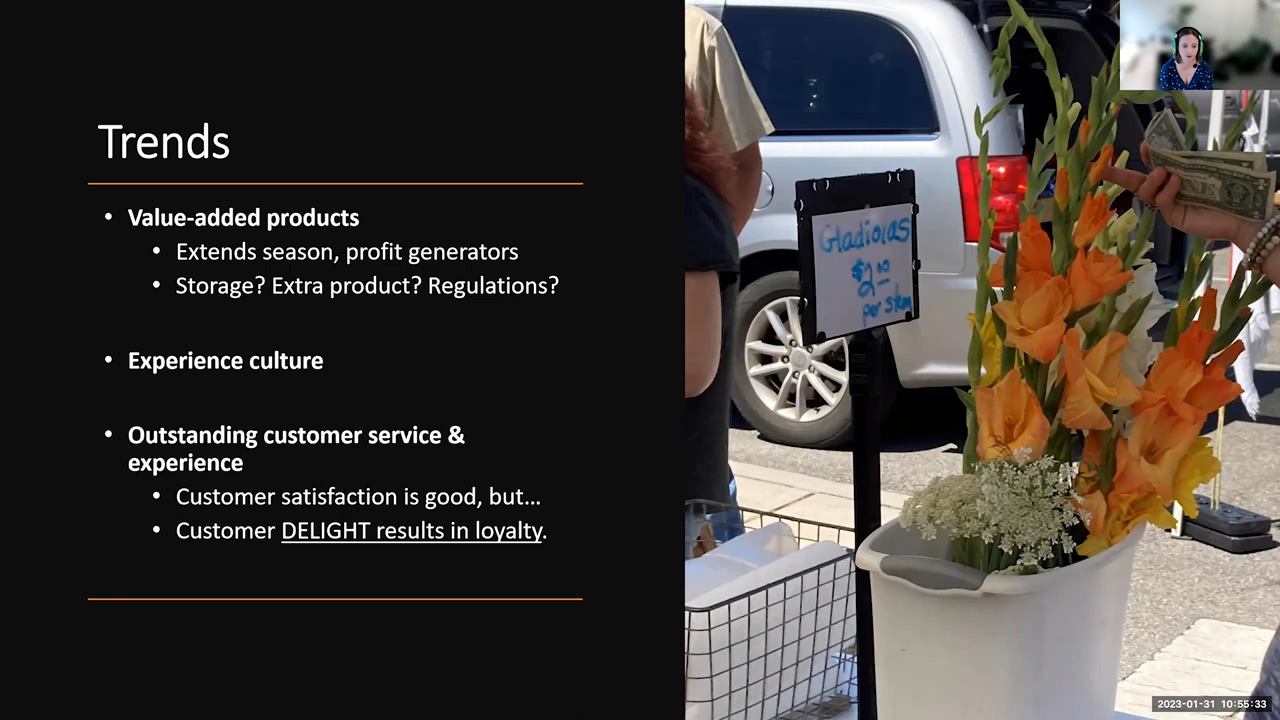 Trends
• Value-added products
• Extends season, profit generators
• Storage? Extra product? Regulations?
• Experience culture
• Outstanding customer service &
experience
• Customer satisfaction is good, but…
• Customer DELIGHT results in loyalty.
Gladiolas
$2.00
per stem
ONE
2023-01-31 10:55:33